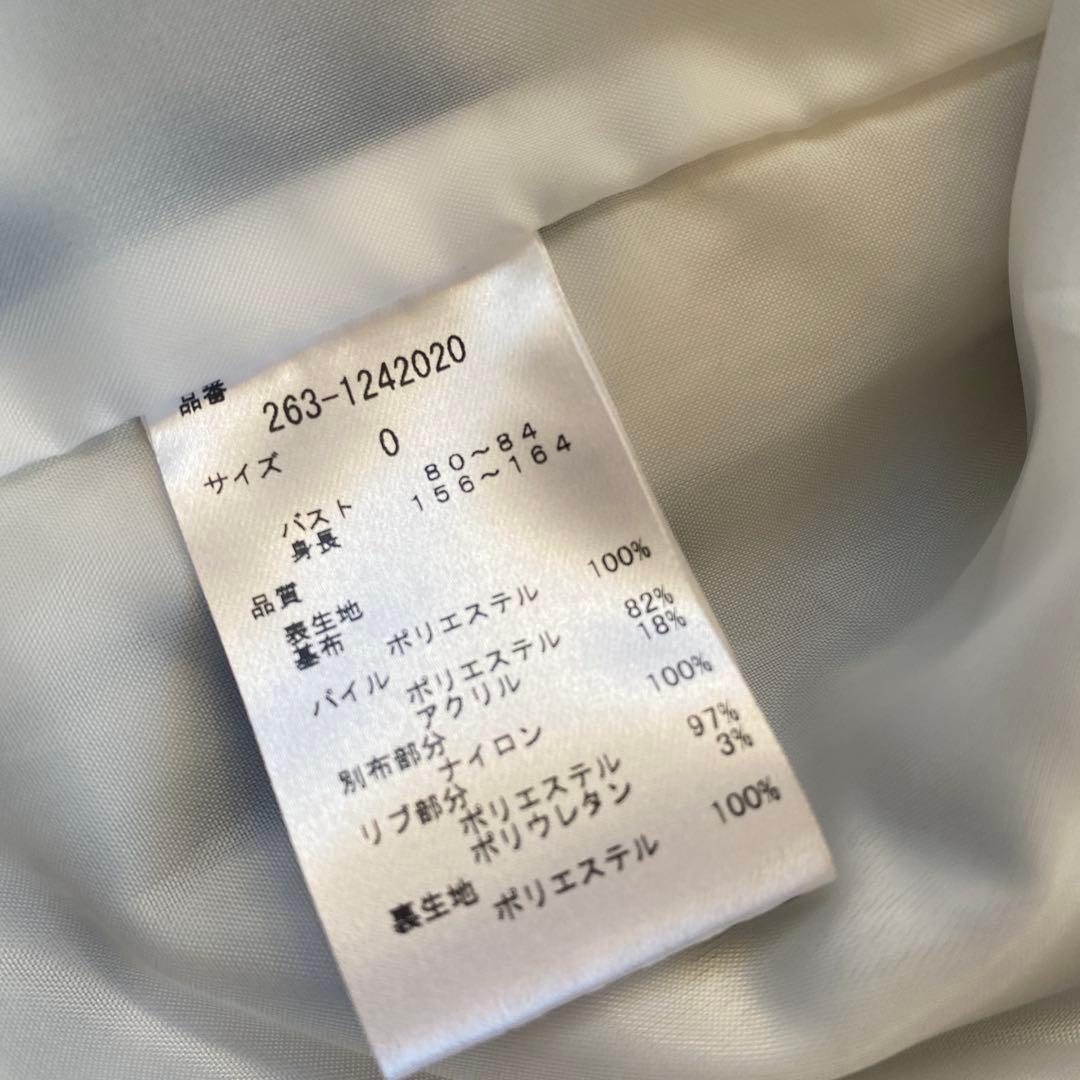 品番 263-1242020
サイズ 0
バスト 80～84
身長 156～164
品質
表生地
基布 ポリエステル 100%
パイル ポリエステル 82%
アクリル 18%
別布部分
ナイロン 100%
リブ部分
ポリエステル 97%
ポリウレタン 3%
裏生地
ポリエステル 100%